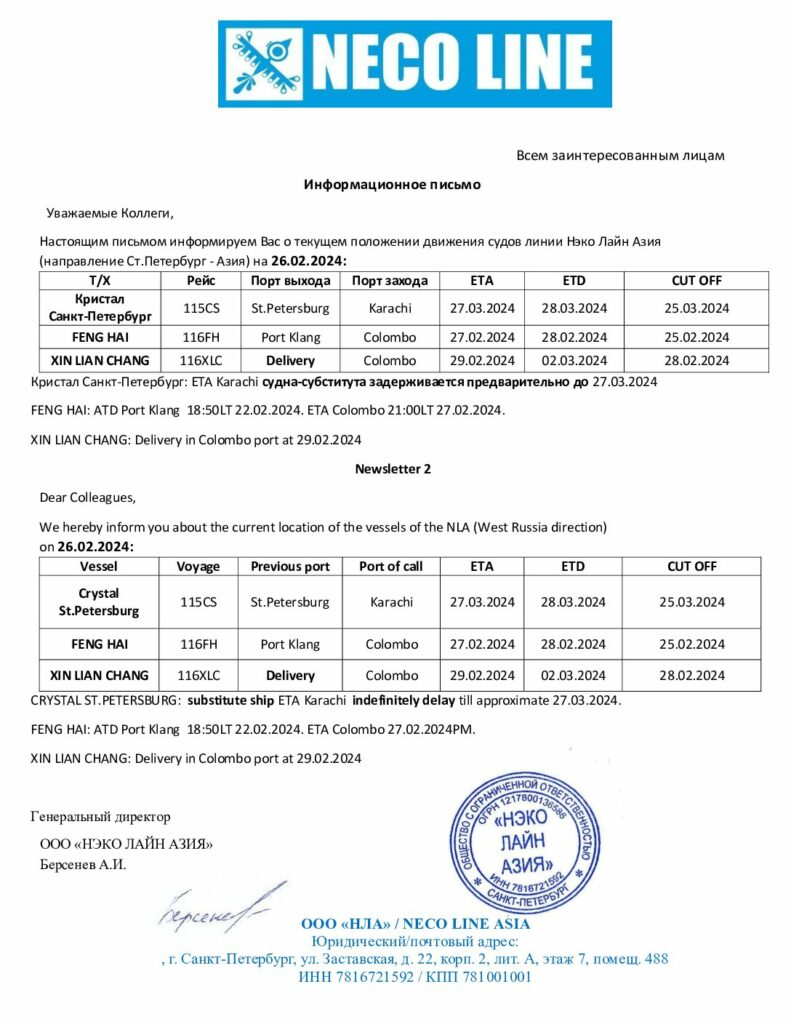 NECO LINE
Всем заинтересованным лицам
Информационное письмо
Уважаемые Коллеги,
Настоящим письмом информируем Вас о текущем положении движения судов линии Нэко Лайн Азия
(направление Ст.Петербург - Азия) на 26.02.2024:
Т/Х Рейс Порт выхода Порт захода ETA ETD CUT OFF
Кристал
Санкт-Петербург 115CS St.Petersburg Karachi 27.03.2024 28.03.2024 25.03.2024
FENG HAI 116FH Port Klang Colombo 27.02.2024 28.02.2024 25.02.2024
XIN LIAN CHANG 116XLC Delivery Colombo 29.02.2024 02.03.2024 28.02.2024
Кристал Санкт-Петербург: ETA Karachi судна-субститута задерживается предварительно до 27.03.2024
FENG HAI: ATD Port Klang 18:50LT 22.02.2024. ETA Colombo 21:00LT 27.02.2024.
XIN LIAN CHANG: Delivery in Colombo port at 29.02.2024
Newsletter 2
Dear Colleagues,
We hereby inform you about the current location of the vessels of the NLA (West Russia direction)
on 26.02.2024:
Vessel Voyage Previous port Port of call ETA ETD CUT OFF
Crystal
St.Petersburg 115CS St.Petersburg Karachi 27.03.2024 28.03.2024 25.03.2024
FENG HAI 116FH Port Klang Colombo 27.02.2024 28.02.2024 25.02.2024
XIN LIAN CHANG 116XLC Delivery Colombo 29.02.2024 02.03.2024 28.02.2024
CRYSTAL ST.PETERSBURG: substitute ship ETA Karachi indefinitely delay till approximate 27.03.2024.
FENG HAI: ATD Port Klang 18:50LT 22.02.2024. ETA Colombo 27.02.2024PM.
XIN LIAN CHANG: Delivery in Colombo port at 29.02.2024
Генеральный директор
ООО «НЭКО ЛАЙН АЗИЯ»
Берсенев А.И.
ОБЩЕСТВО С ОГРАНИЧЕННОЙ ОТВЕТСТВЕННОСТЬЮ
ОГРН 1217800136586
«НЭКО
ЛАЙН
АЗИЯ»
ИНН 7816721592
* САНКТ-ПЕТЕРБУРГ *
Берсенев
ООО «НЛА» / NECO LINE ASIA
Юридический/почтовый адрес:
, г. Санкт-Петербург, ул. Заставская, д. 22, корп. 2, лит. А, этаж 7, помещ. 488
ИНН 7816721592 / КПП 781001001